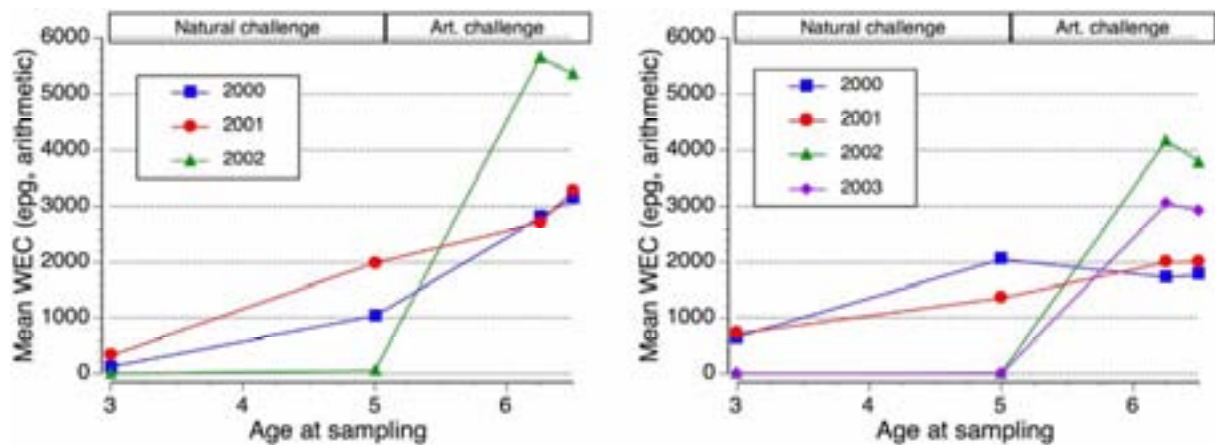 Natural challenge Art. challenge
6000
5000
4000
3000
2000
1000
0
Mean WEC (epg, arithmetic)
2000
2001
2002
3 4 5 6
Age at sampling
Natural challenge Art. challenge
6000
5000
4000
3000
2000
1000
0
Mean WEC (epg, arithmetic)
2000
2001
2002
2003
3 4 5 6
Age at sampling